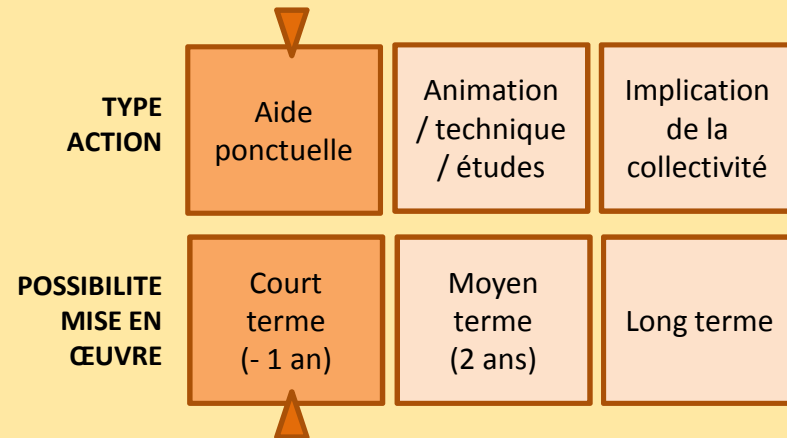 TYPE
ACTION
Aide
ponctuelle
Animation
/ technique
/ études
Implication
de la
collectivité
POSSIBILITE
MISE EN
ŒUVRE
Court
terme
(- 1 an)
Moyen
terme
(2 ans)
Long terme